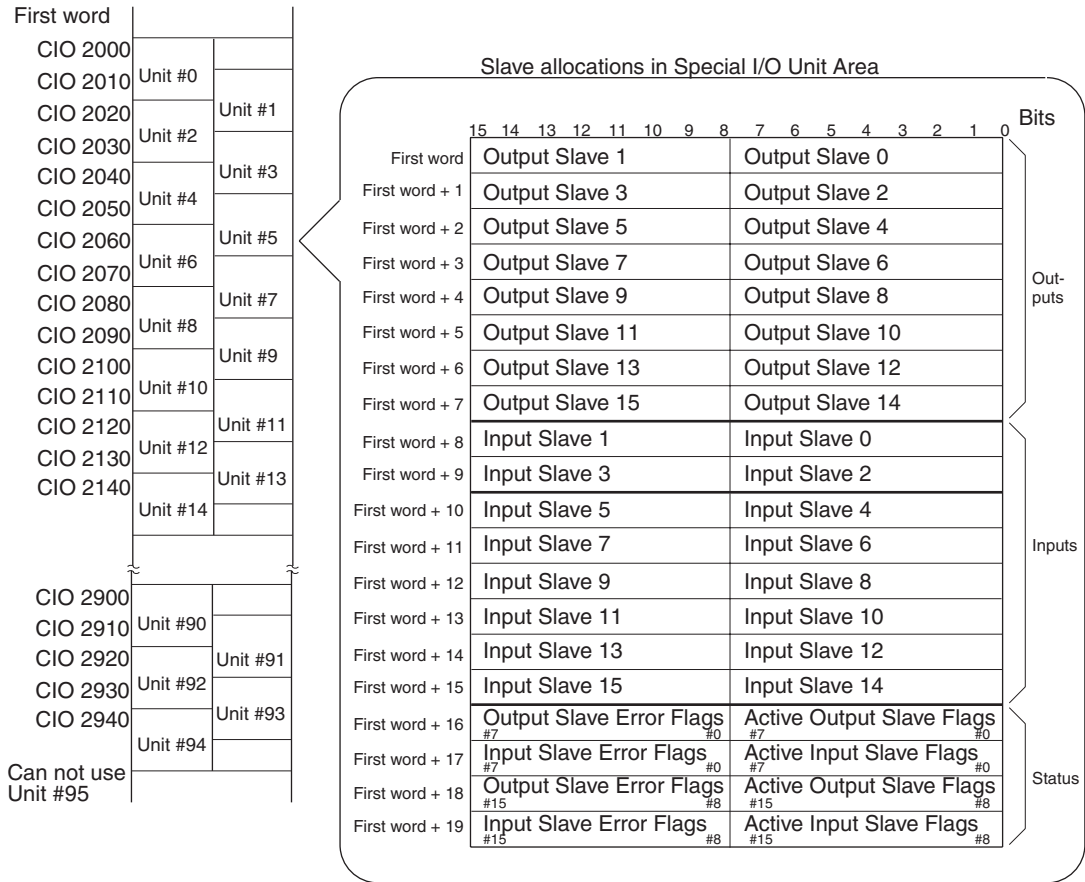 First word
CIO 2000
CIO 2010
CIO 2020
CIO 2030
CIO 2040
CIO 2050
CIO 2060
CIO 2070
CIO 2080
CIO 2090
CIO 2100
CIO 2110
CIO 2120
CIO 2130
CIO 2140
Unit #0
Unit #1
Unit #2
Unit #3
Unit #4
Unit #5
Unit #6
Unit #7
Unit #8
Unit #9
Unit #10
Unit #11
Unit #12
Unit #13
Unit #14
CIO 2900
CIO 2910
CIO 2920
CIO 2930
CIO 2940
Unit #90
Unit #91
Unit #92
Unit #93
Unit #94
Can not use
Unit #95
Slave allocations in Special I/O Unit Area
Bits
15 14 13 12 11 10 9 8 7 6 5 4 3 2 1 0
First word Output Slave 1 Output Slave 0
First word + 1 Output Slave 3 Output Slave 2
First word + 2 Output Slave 5 Output Slave 4
First word + 3 Output Slave 7 Output Slave 6
First word + 4 Output Slave 9 Output Slave 8
First word + 5 Output Slave 11 Output Slave 10
First word + 6 Output Slave 13 Output Slave 12
First word + 7 Output Slave 15 Output Slave 14
Out-
puts
First word + 8 Input Slave 1 Input Slave 0
First word + 9 Input Slave 3 Input Slave 2
First word + 10 Input Slave 5 Input Slave 4
First word + 11 Input Slave 7 Input Slave 6
First word + 12 Input Slave 9 Input Slave 8
First word + 13 Input Slave 11 Input Slave 10
First word + 14 Input Slave 13 Input Slave 12
First word + 15 Input Slave 15 Input Slave 14
Inputs
First word + 16 Output Slave Error Flags Active Output Slave Flags
#7 #0 #7 #0
First word + 17 Input Slave Error Flags Active Input Slave Flags
#7 #0 #7 #0
First word + 18 Output Slave Error Flags Active Output Slave Flags
#15 #8 #15 #8
First word + 19 Input Slave Error Flags Active Input Slave Flags
#15 #8 #15 #8
Status